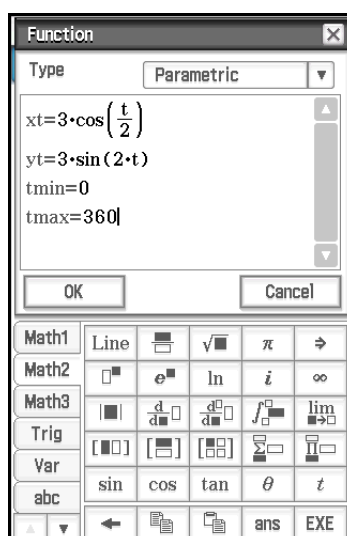 Function
Type Parametric ▼
xt=3•cos(t/2)
yt=3•sin(2•t)
tmin=0
tmax=360
OK Cancel
Math1 Line √■ π ⇒
Math2 □^■ e^■ ln i ∞
Math3 |■| d/d■□ d^□/d■^□□ ∫□ lim ■→□
Trig [■□] Σ□ Π□
Var sin cos tan θ t
abc
▲ ▼ ← ans EXE